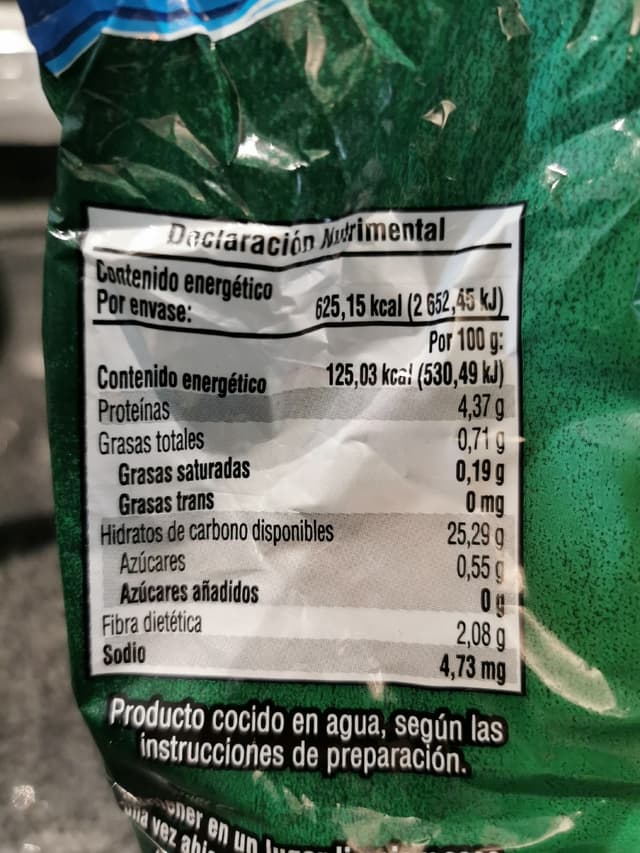 Declaración Nutrimental
Contenido energético
Por envase: 625,15 kcal (2 652,45 kJ)
Por 100 g:
Contenido energético 125,03 kcal (530,49 kJ)
Proteínas 4,37 g
Grasas totales 0,71 g
Grasas saturadas 0,19 g
Grasas trans 0 mg
Hidratos de carbono disponibles 25,29 g
Azúcares 0,55 g
Azúcares añadidos 0 g
Fibra dietética 2,08 g
Sodio 4,73 mg
Producto cocido en agua, según las
instrucciones de preparación.
en un
vez